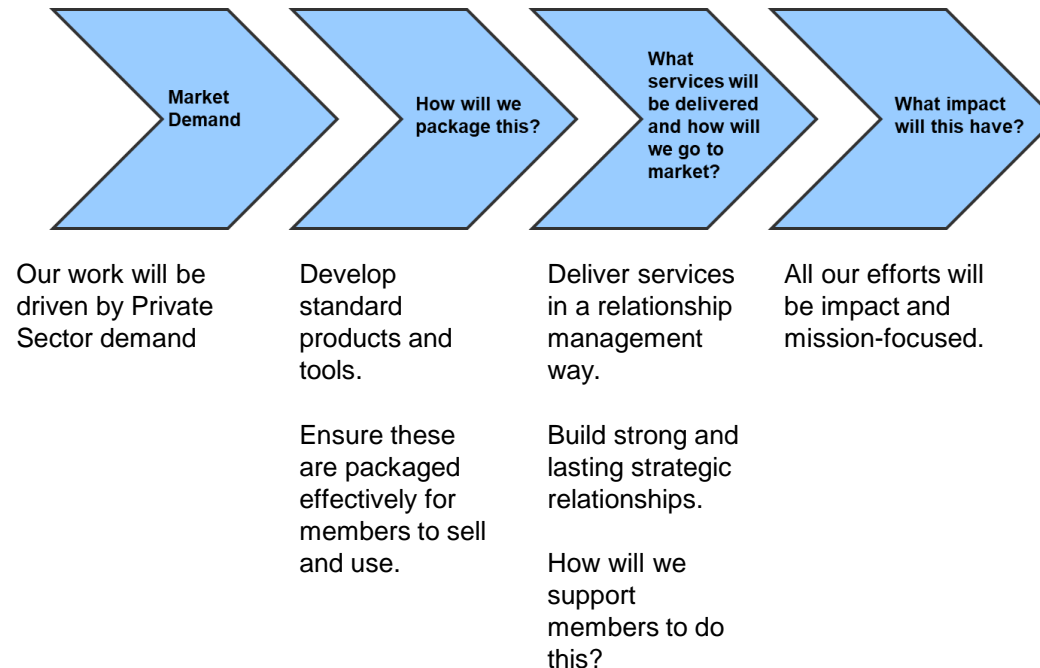 Market
Demand
How will we
package this?
What
services will
be delivered
and how will
we go to
market?
What impact
will this have?
Our work will be
driven by Private
Sector demand
Develop
standard
products and
tools.
Ensure these
are packaged
effectively for
members to sell
and use.
Deliver services
in a relationship
management
way.
Build strong and
lasting strategic
relationships.
How will we
support
members to do
this?
All our efforts will
be impact and
mission-focused.